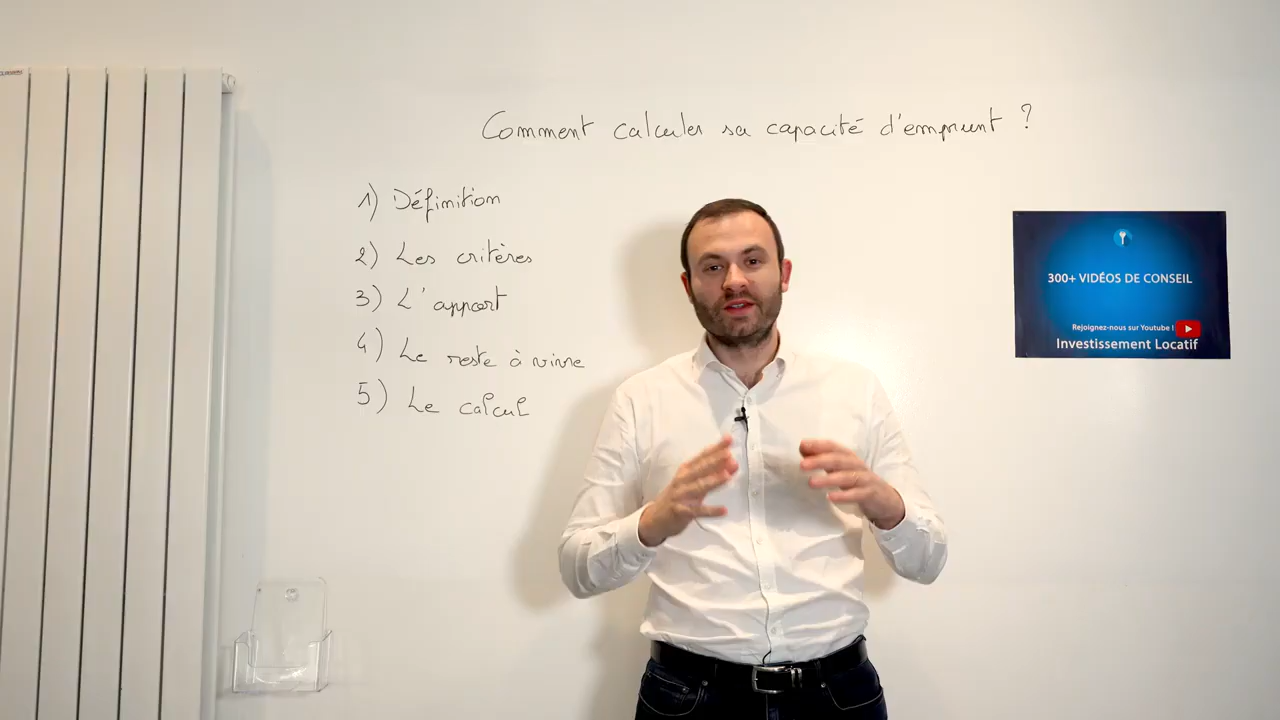 Comment calculer sa capacité d'emprunt ?
1) Définition
2) Les critères
3) L'apport
4) Le reste à vivre
5) Le calcul
300+ VIDÉOS DE CONSEIL
Rejoignez-nous sur Youtube !
Investissement Locatif